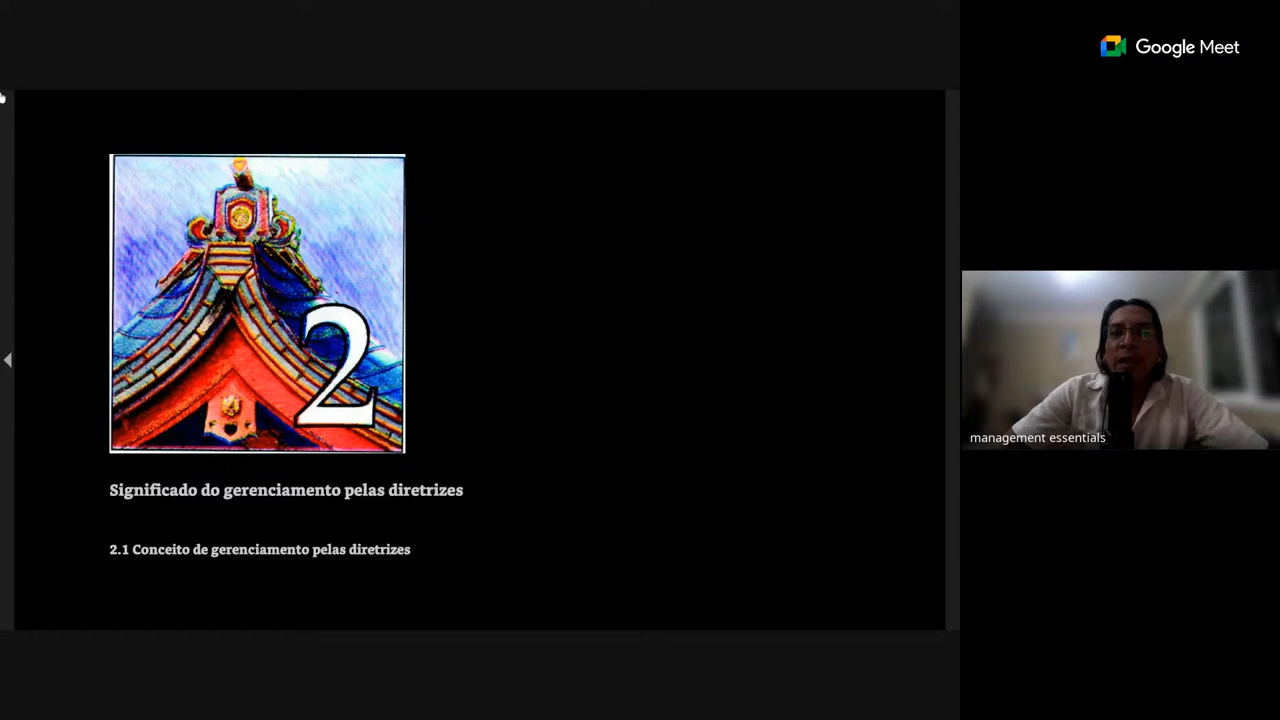 Google Meet
2
Significado do gerenciamento pelas diretrizes
2.1 Conceito de gerenciamento pelas diretrizes
management essentials